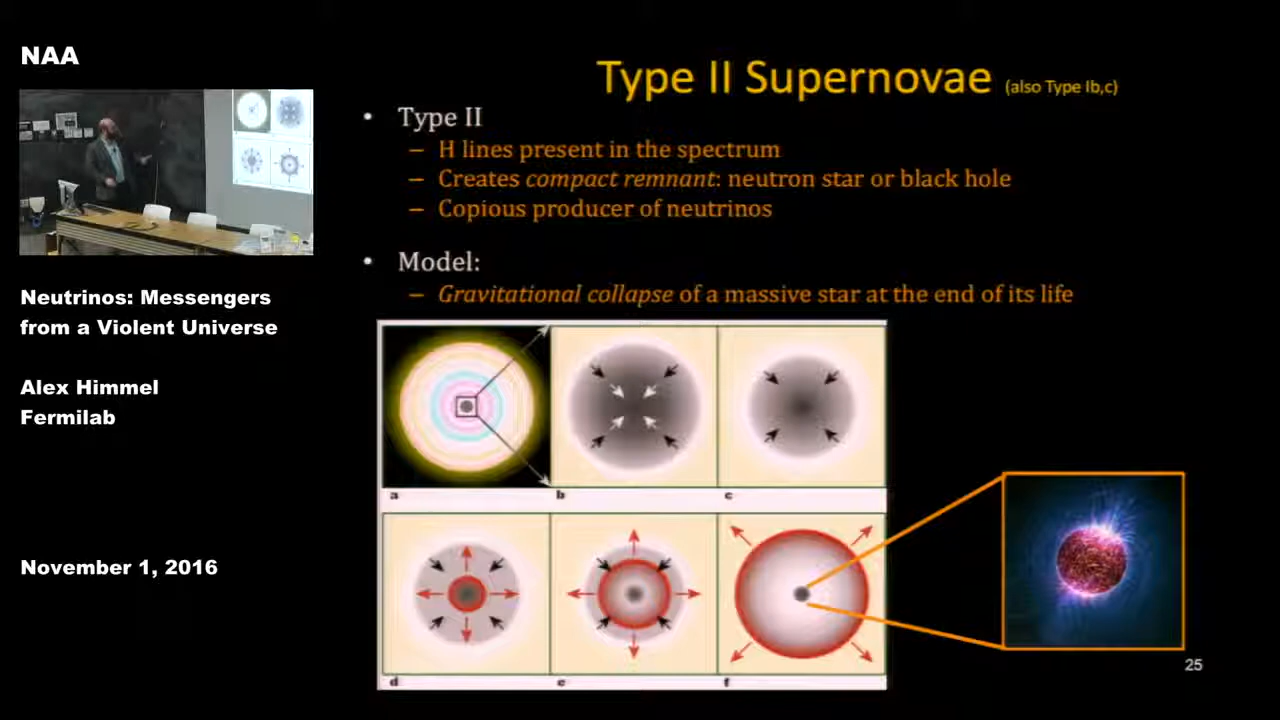 NAA
Neutrinos: Messengers
from a Violent Universe
Alex Himmel
Fermilab
November 1, 2016
Type II Supernovae (also Type Ib,c)
• Type II
– H lines present in the spectrum
– Creates compact remnant: neutron star or black hole
– Copious producer of neutrinos
• Model:
– Gravitational collapse of a massive star at the end of its life
a b c
d e f
25